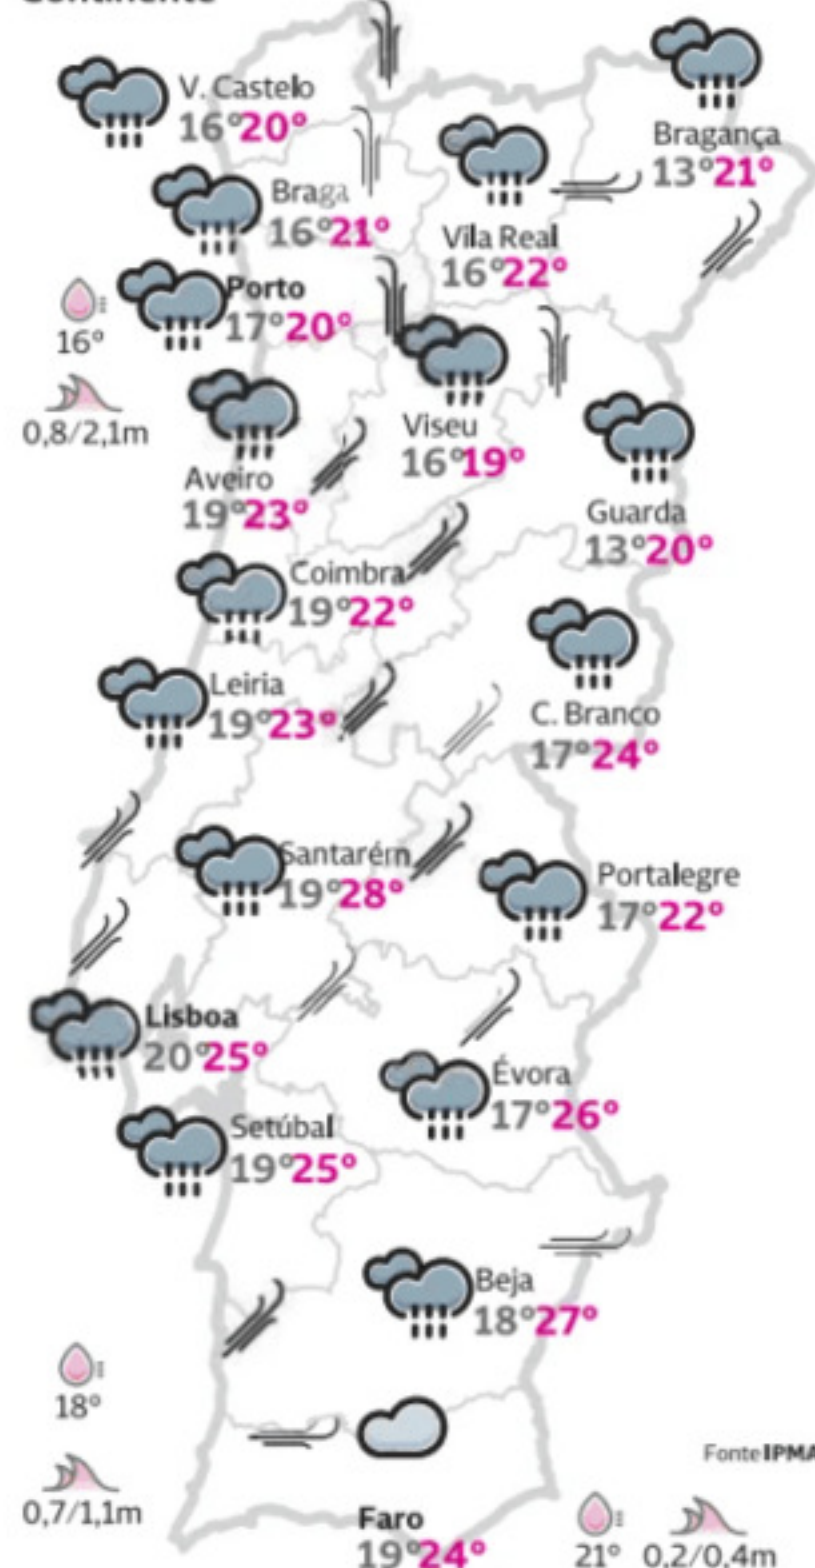 Continente
V. Castelo
16°20°
Bragança
13°21°
Braga
16°21°
Vila Real
16°22°
Porto
17°20°
16°
0,8/2,1m
Viseu
16°19°
Aveiro
19°23°
Guarda
13°20°
Coimbra
19°22°
Leiria
19°23°
C. Branco
17°24°
Santarém
19°28°
Portalegre
17°22°
Lisboa
20°25°
Évora
17°26°
Setúbal
19°25°
Beja
18°27°
18°
0,7/1,1m
Fonte IPMA
Faro
19°24°
21° 0,2/0,4m